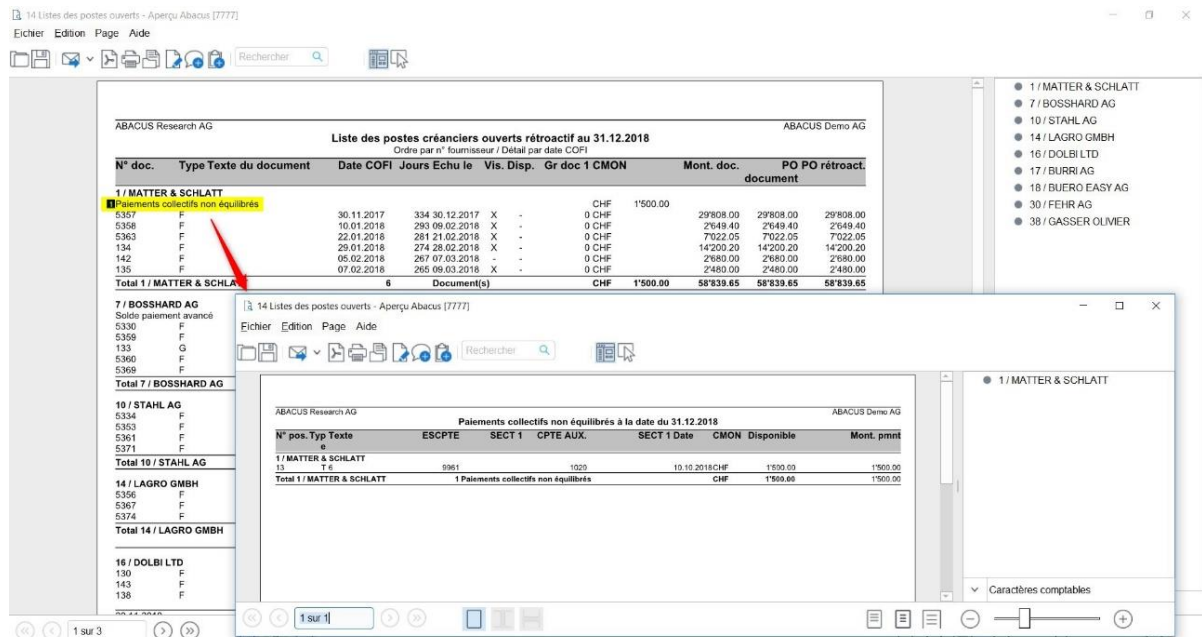 14 Listes des postes ouverts - Aperçu Abacus [7777]
Fichier Edition Page Aide
Rechercher
ABACUS Research AG ABACUS Demo AG
Liste des postes créanciers ouverts rétroactif au 31.12.2018
Ordre par n° fournisseur / Détail par date COFI
N° doc. Type Texte du document Date COFI Jours Echu le Vis. Disp. Gr doc 1 CMON Mont. doc. PO PO rétroact.
document
1 / MATTER & SCHLATT
1 Paiements collectifs non équilibrés CHF 1'500.00
5357 F 30.11.2017 334 30.12.2017 X - 0 CHF 29'808.00 29'808.00 29'808.00
5358 F 10.01.2018 293 09.02.2018 X - 0 CHF 2'649.40 2'649.40 2'649.40
5363 F 22.01.2018 281 21.02.2018 X - 0 CHF 7'022.05 7'022.05 7'022.05
134 F 29.01.2018 274 28.02.2018 X - 0 CHF 14'200.20 14'200.20 14'200.20
142 F 05.02.2018 267 07.03.2018 - - 0 CHF 2'680.00 2'680.00 2'680.00
135 F 07.02.2018 265 09.03.2018 X - 0 CHF 2'480.00 2'480.00 2'480.00
Total 1 / MATTER & SCHLA 6 Document(s) CHF 1'500.00 58'839.65 58'839.65 58'839.65
7 / BOSSHARD AG
Solde paiement avancé
5330 F
5359 F
133 G
5360 F
5369 F
Total 7 / BOSSHARD AG
10 / STAHL AG
5334 F
5353 F
5361 F
5371 F
Total 10 / STAHL AG
14 / LAGRO GMBH
5356 F
5367 F
5374 F
Total 14 / LAGRO GMBH
16 / DOLBI LTD
130 F
143 F
138 F
1 sur 3
1 / MATTER & SCHLATT
7 / BOSSHARD AG
10 / STAHL AG
14 / LAGRO GMBH
16 / DOLBI LTD
17 / BURRI AG
18 / BUERO EASY AG
30 / FEHR AG
38 / GASSER OLIVIER
14 Listes des postes ouverts - Aperçu Abacus [7777]
Fichier Edition Page Aide
Rechercher
ABACUS Research AG ABACUS Demo AG
Paiements collectifs non équilibrés à la date du 31.12.2018
N° pos. Typ Texte ESCPTE SECT 1 CPTE AUX. SECT 1 Date CMON Disponible Mont. pmnt
e
1 / MATTER & SCHLATT
13 T 6 9961 1020 10.10.2018 CHF 1'500.00 1'500.00
Total 1 / MATTER & SCHLATT 1 Paiements collectifs non équilibrés CHF 1'500.00 1'500.00
1 / MATTER & SCHLATT
Caractères comptables
1 sur 1